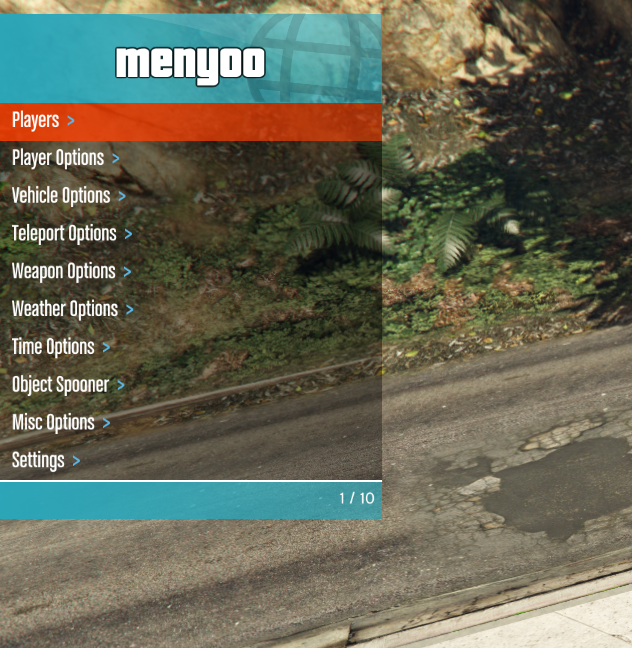 menyoo
Players >
Player Options >
Vehicle Options >
Teleport Options >
Weapon Options >
Weather Options >
Time Options >
Object Spooner >
Misc Options >
Settings >
1 / 10